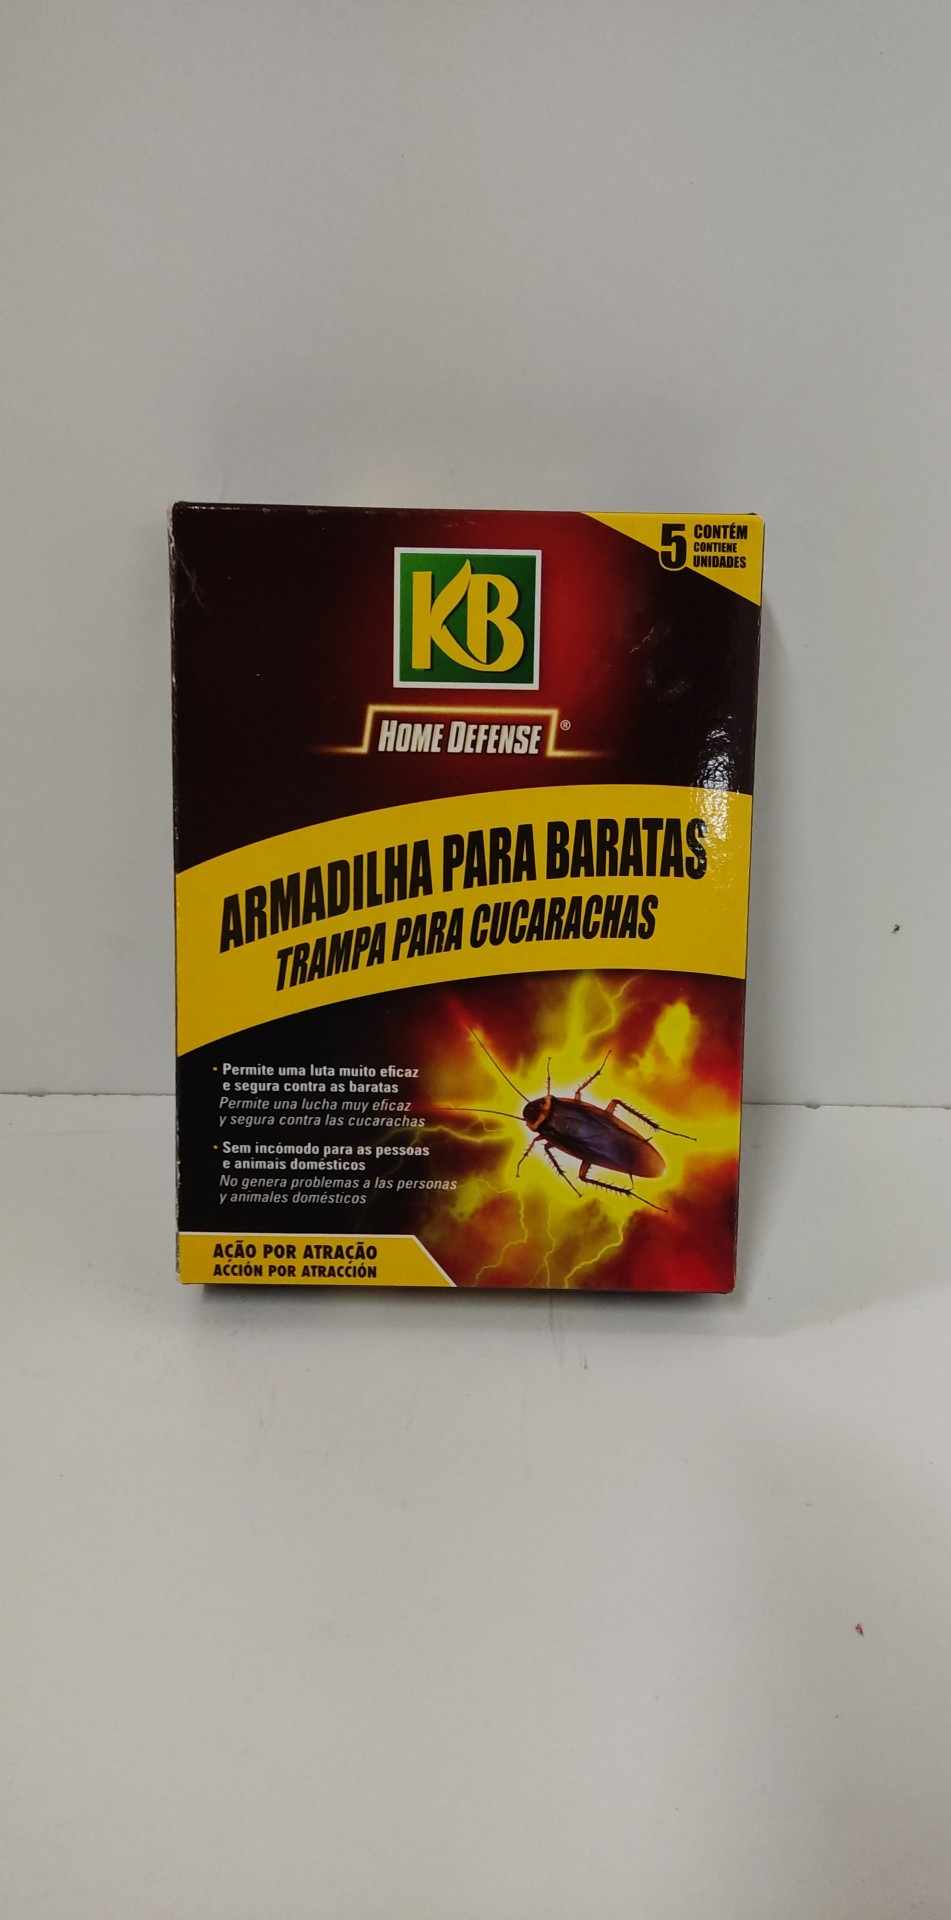 5 CONTÉM
CONTIENE
UNIDADES
KB
HOME DEFENSE®
ARMADILHA PARA BARATAS
TRAMPA PARA CUCARACHAS
• Permite uma luta muito eficaz
e segura contra as baratas
Permite una lucha muy eficaz
y segura contra las cucarachas
• Sem incómodo para as pessoas
e animais domésticos
No genera problemas a las personas
y animales domésticos
AÇÃO POR ATRAÇÃO
ACCIÓN POR ATRACCIÓN